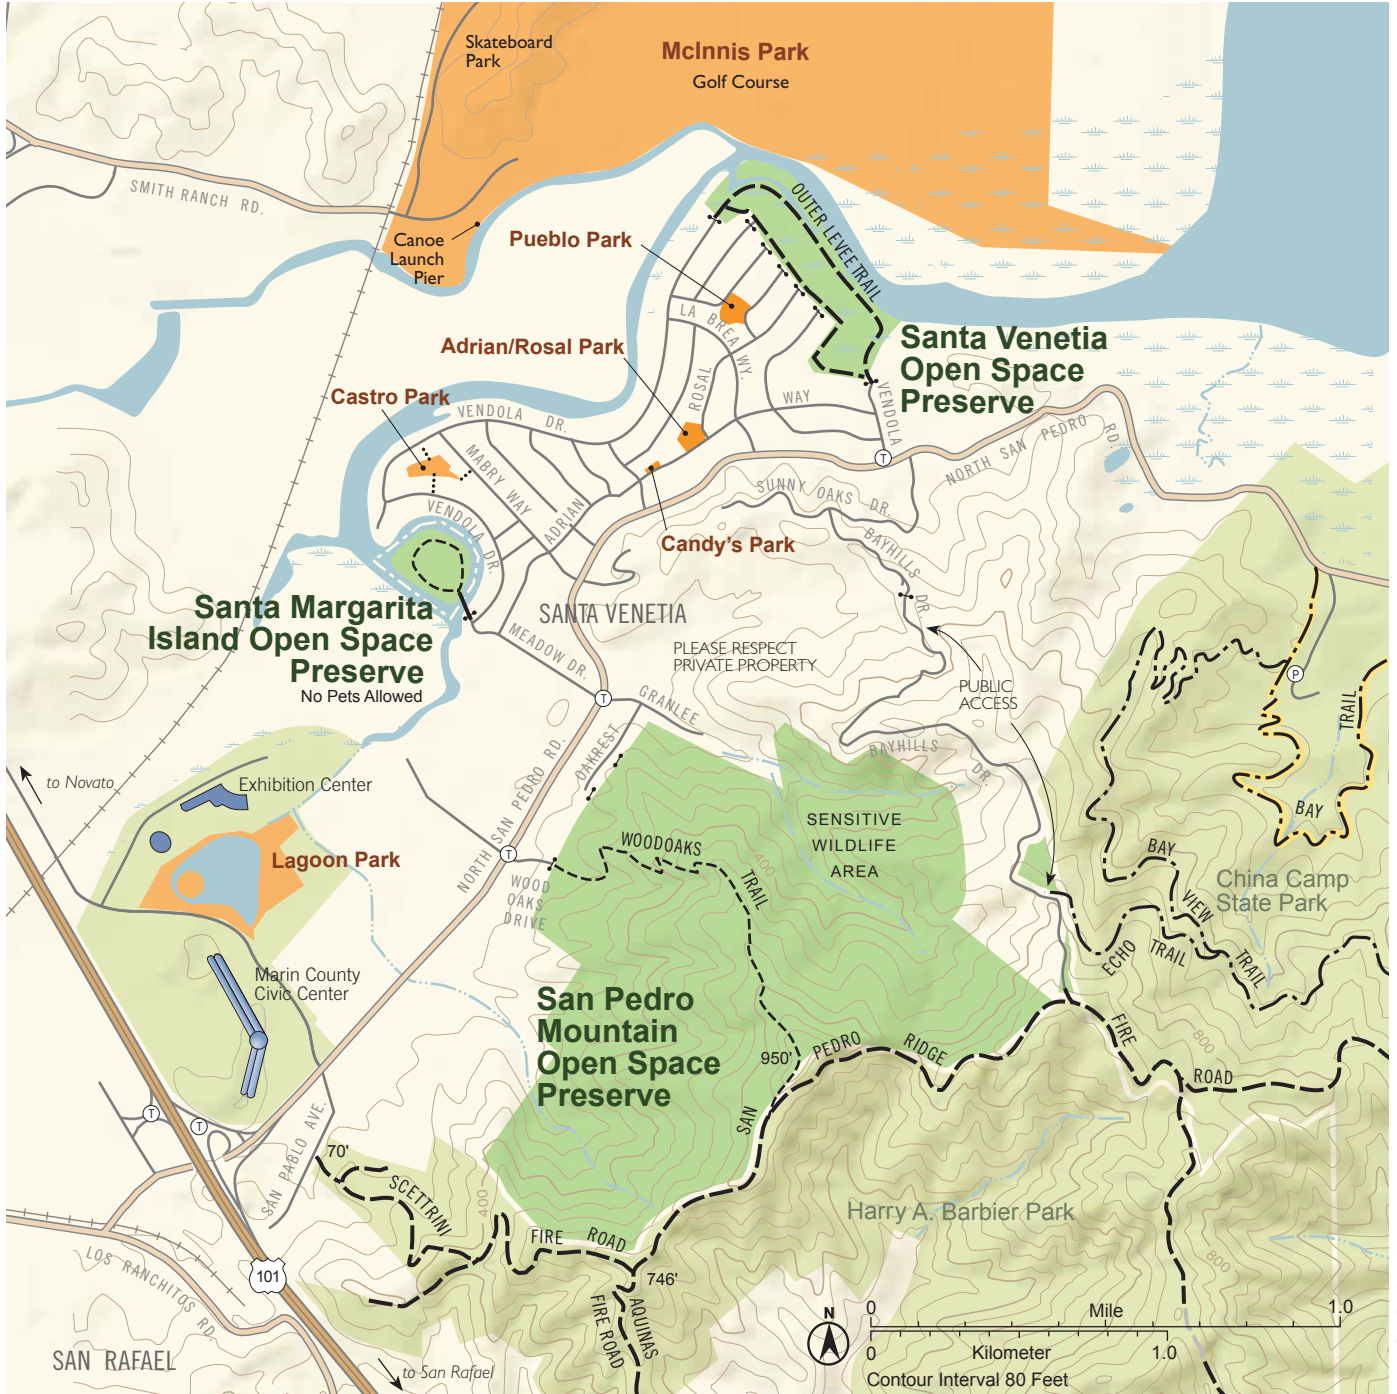 Skateboard
Park
McInnis Park
Golf Course
SMITH RANCH RD.
Canoe
Launch
Pier
Pueblo Park
OUTER LEVEE TRAIL
LA BREA WY.
Adrian/Rosal Park
Santa Venetia
Open Space
Preserve
Castro Park
ROSAL
WAY
VENDOLA
VENDOLA DR.
MABRY WAY
ADRIAN
T
NORTH SAN PEDRO RD.
SUNNY OAKS DR.
VENDOLA DR.
Candy's Park
BAYHILLS DR.
Santa Margarita
Island Open Space
Preserve
No Pets Allowed
SANTA VENETIA
MEADOW DR.
PLEASE RESPECT
PRIVATE PROPERTY
PUBLIC
ACCESS
P
T
GRANLEE
OAKREST
BAYHILLS DR.
TRAIL
BAY
to Novato
Exhibition Center
NORTH SAN PEDRO RD.
SENSITIVE
WILDLIFE
AREA
WOODOAKS
TRAIL
400
Lagoon Park
T
WOOD
OAKS
DRIVE
BAY
VIEW
TRAIL
China Camp
State Park
ECHO
TRAIL
Marin County
Civic Center
San Pedro
Mountain
Open Space
Preserve
950'
SAN
PEDRO
RIDGE
FIRE
ROAD
800
T
T
SAN PABLO AVE.
70'
SCETTRINI
400
FIRE ROAD
Harry A. Barbier Park
800
LOS RANCHITOS RD.
101
746'
AQUINAS
FIRE ROAD
SAN RAFAEL
to San Rafael
N
0
Mile
1.0
0
Kilometer
1.0
Contour Interval 80 Feet